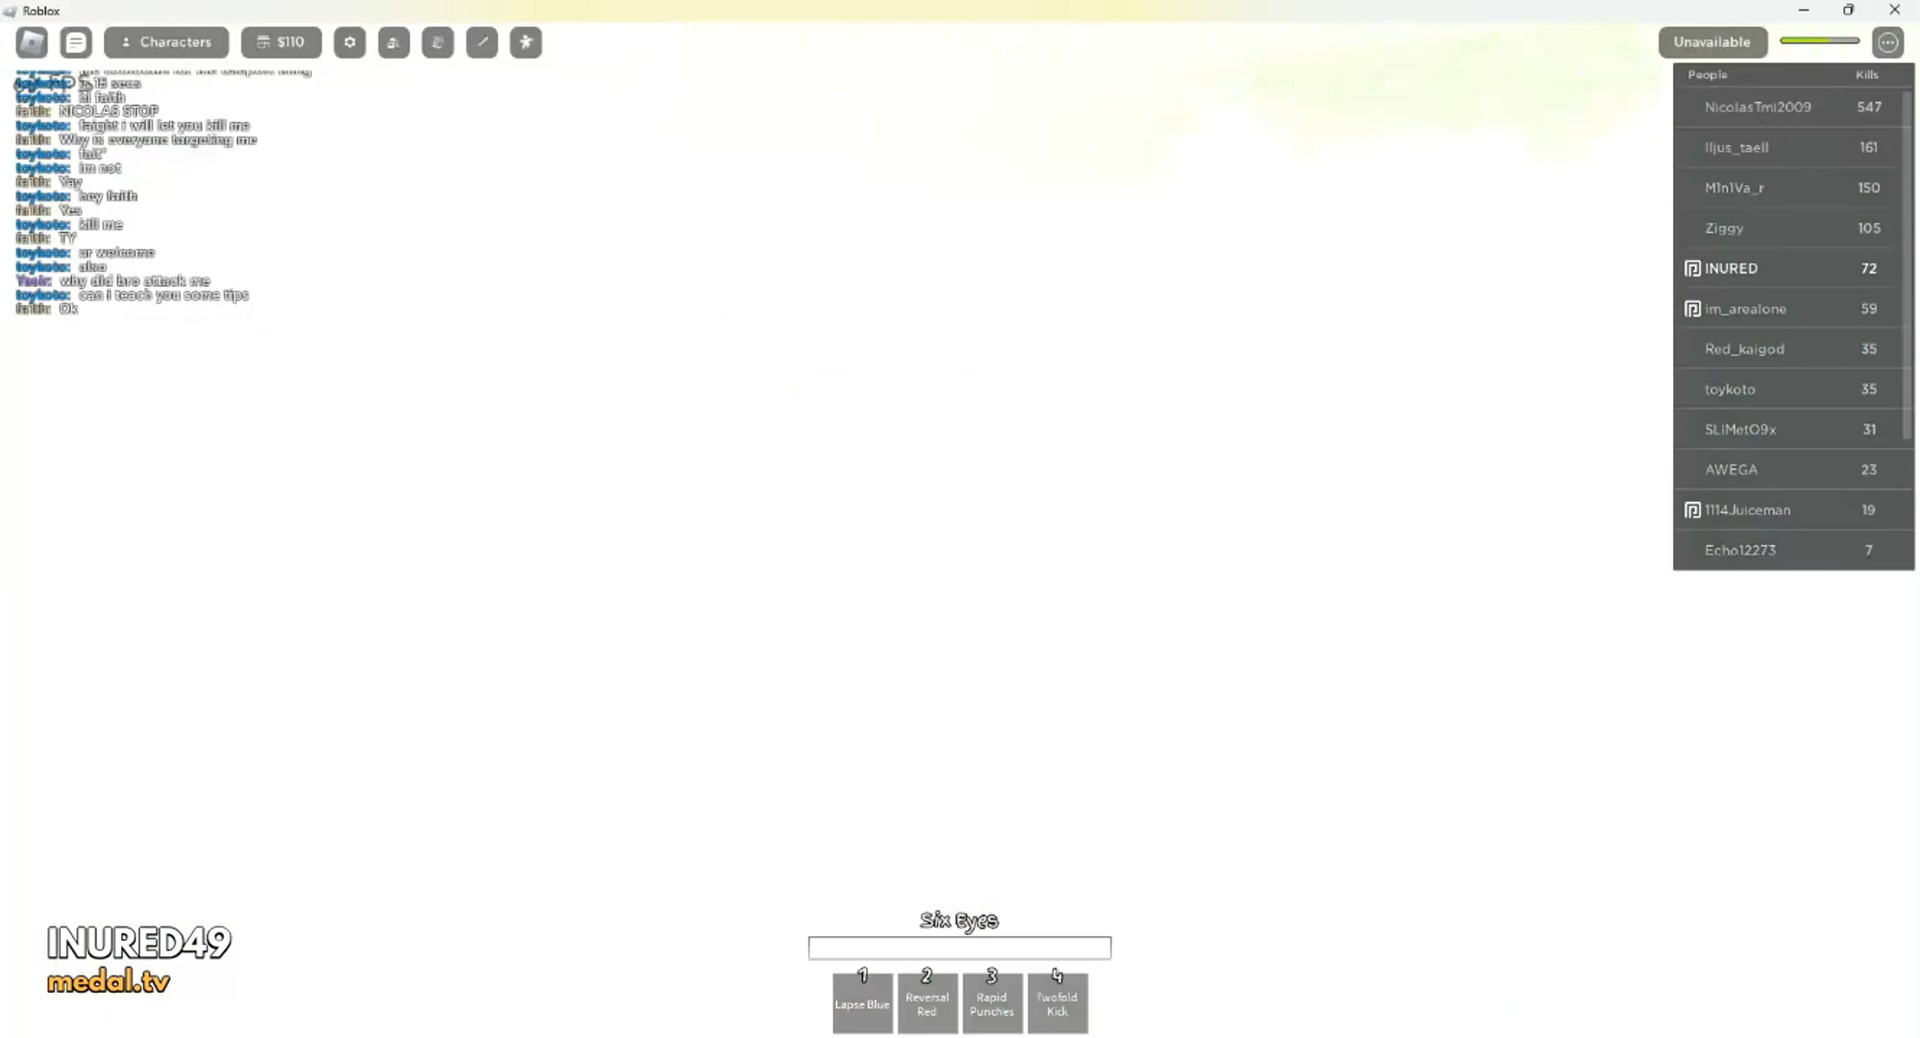 Roblox
Characters
$110
Unavailable
is 15 secs
toykoto: hi faith
faith: NICOLAS STOP
toykoto: faight i will let you kill me
faith: Why is everyone targeting me
toykoto: fait"
toykoto: im not
faith: Yay
toykoto: hey faith
faith: Yes
toykoto: kill me
faith: TY
toykoto: ur welcome
toykoto: also
why did bro attack me
toykoto: can i teach you some tips
faith: Ok
People Kills
NicolasTmi2009 547
lljus_taell 161
M1n1Va_r 150
Ziggy 105
INURED 72
im_arealone 59
Red_kaigod 35
toykoto 35
SLiMetO9x 31
AWEGA 23
1114Juiceman 19
Echo12273 7
Six Eyes
1 2 3 4
Lapse Blue
Reversal
Red
Rapid
Punches
Twofold
Kick
INURED49
medal.tv